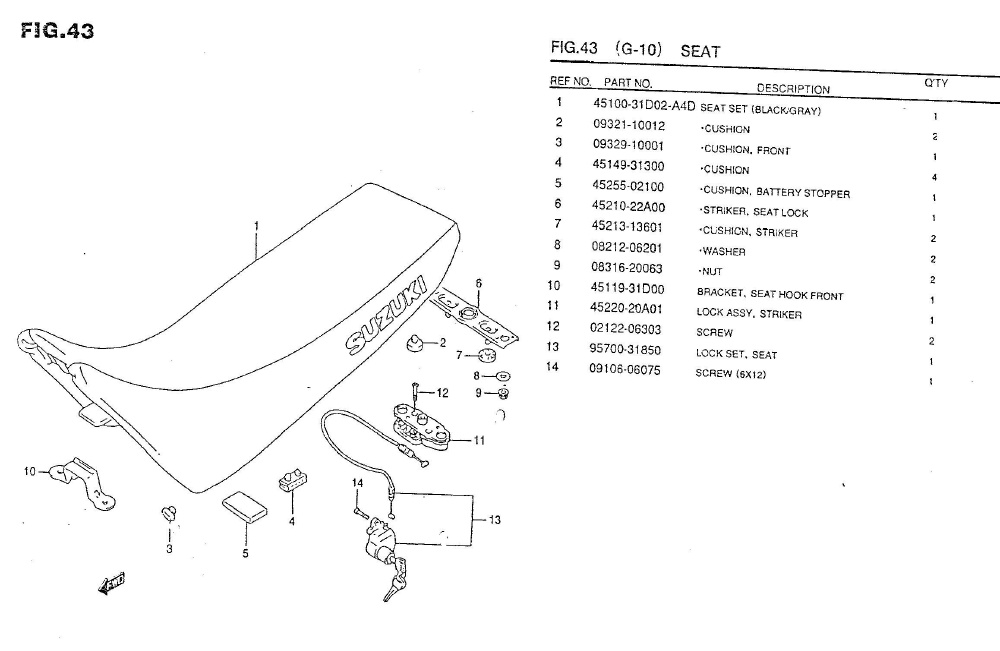 FIG.43
FIG.43 (G-10) SEAT
REF NO. PART NO. DESCRIPTION Q'TY
1 45100-31D02-A4D SEAT SET (BLACK/GRAY) 1
2 09321-10012 ·CUSHION 2
3 09329-10001 ·CUSHION, FRONT 1
4 45149-31300 ·CUSHION 4
5 45255-02100 ·CUSHION, BATTERY STOPPER 1
6 45210-22A00 ·STRIKER, SEAT LOCK 1
7 45213-13601 ·CUSHION, STRIKER 2
8 08212-06201 ·WASHER 2
9 08316-20063 ·NUT 2
10 45119-31D00 BRACKET, SEAT HOOK FRONT 1
11 45220-20A01 LOCK ASSY, STRIKER 1
12 02122-06303 SCREW 2
13 95700-31850 LOCK SET, SEAT 1
14 09106-06075 SCREW (6X12) 1
1
6
SUZUKI
2
7
8
9
12
11
10
14
4
13
3
5
FWD